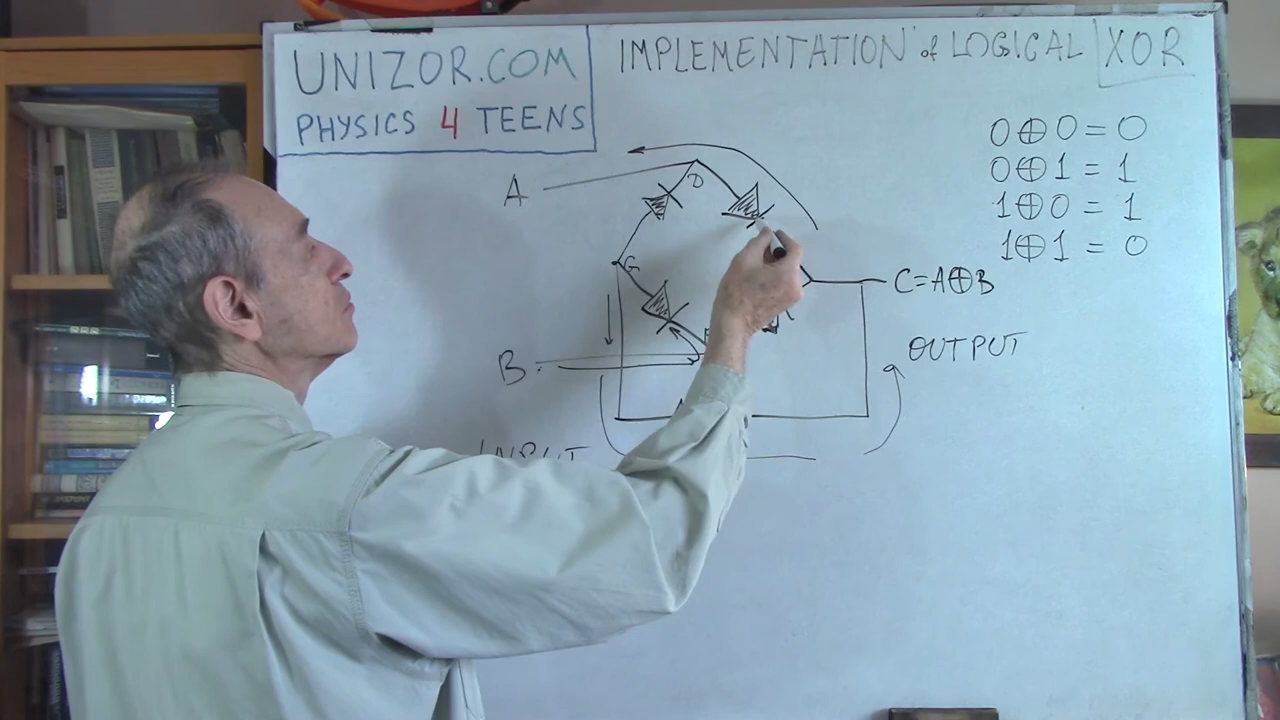 UNIZOR.COM
PHYSICS 4 TEENS
IMPLEMENTATION of LOGICAL XOR
0⊕0=0
0⊕1=1
1⊕0=1
1⊕1=0
A
D
G
C=A⊕B
B
OUTPUT
INPUT